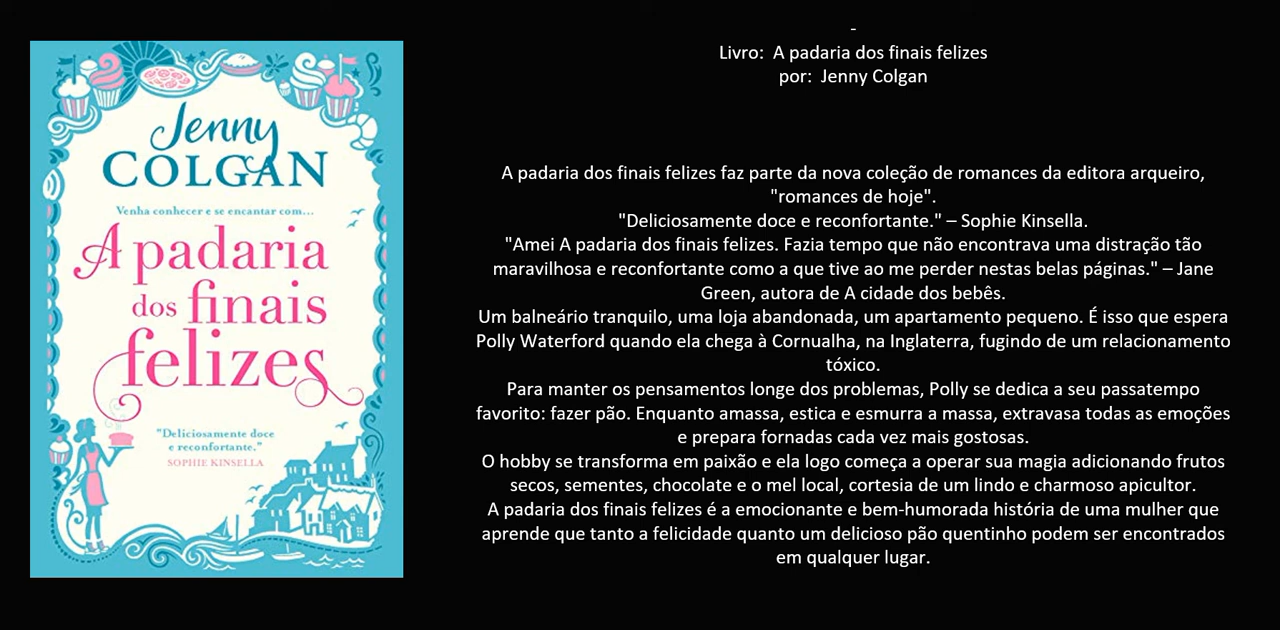 Jenny
COLGAN
Venha conhecer e se encantar com...
A padaria
dos finais
felizes
"Deliciosamente doce
e reconfortante."
SOPHIE KINSELLA
-
Livro:  A padaria dos finais felizes
por:  Jenny Colgan
A padaria dos finais felizes faz parte da nova coleção de romances da editora arqueiro,
"romances de hoje".
"Deliciosamente doce e reconfortante." – Sophie Kinsella.
"Amei A padaria dos finais felizes. Fazia tempo que não encontrava uma distração tão
maravilhosa e reconfortante como a que tive ao me perder nestas belas páginas." – Jane
Green, autora de A cidade dos bebês.
Um balneário tranquilo, uma loja abandonada, um apartamento pequeno. É isso que espera
Polly Waterford quando ela chega à Cornualha, na Inglaterra, fugindo de um relacionamento
tóxico.
Para manter os pensamentos longe dos problemas, Polly se dedica a seu passatempo
favorito: fazer pão. Enquanto amassa, estica e esmurra a massa, extravasa todas as emoções
e prepara fornadas cada vez mais gostosas.
O hobby se transforma em paixão e ela logo começa a operar sua magia adicionando frutos
secos, sementes, chocolate e o mel local, cortesia de um lindo e charmoso apicultor.
A padaria dos finais felizes é a emocionante e bem-humorada história de uma mulher que
aprende que tanto a felicidade quanto um delicioso pão quentinho podem ser encontrados
em qualquer lugar.